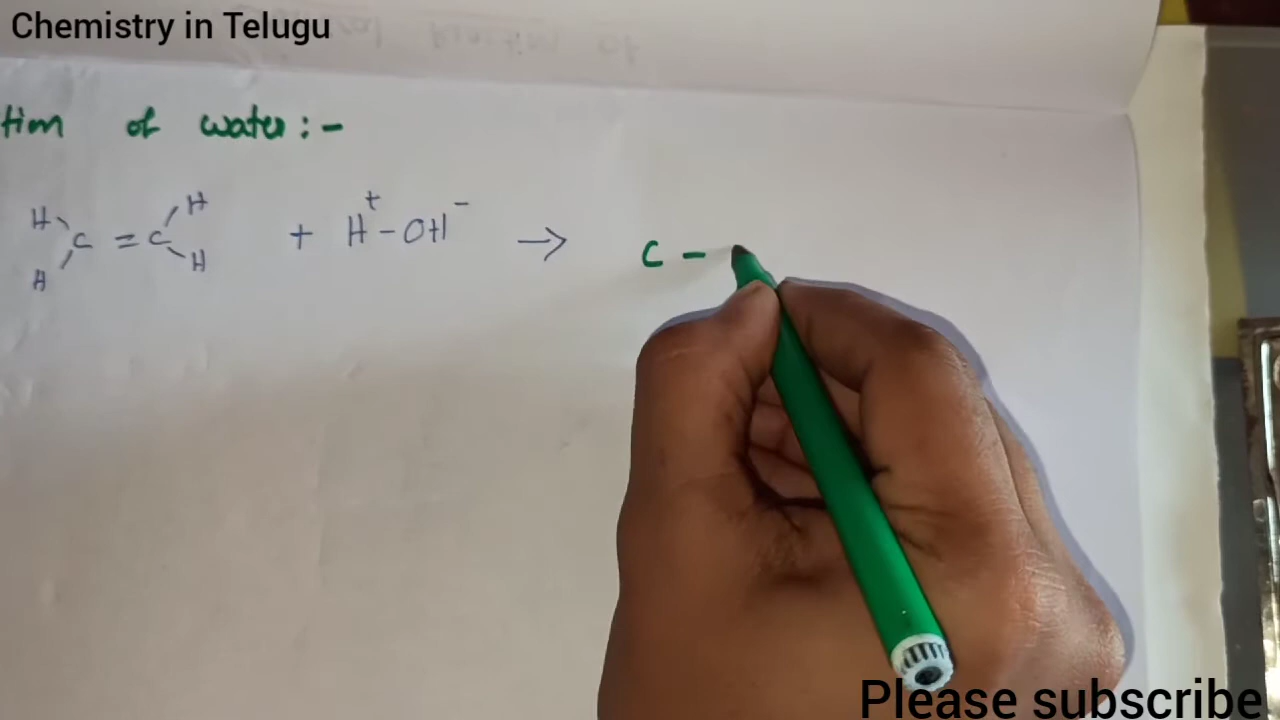 Chemistry in Telugu
tion of water:-
H H
C = C + H⁺ - OH⁻ → C -
H H
Please subscribe